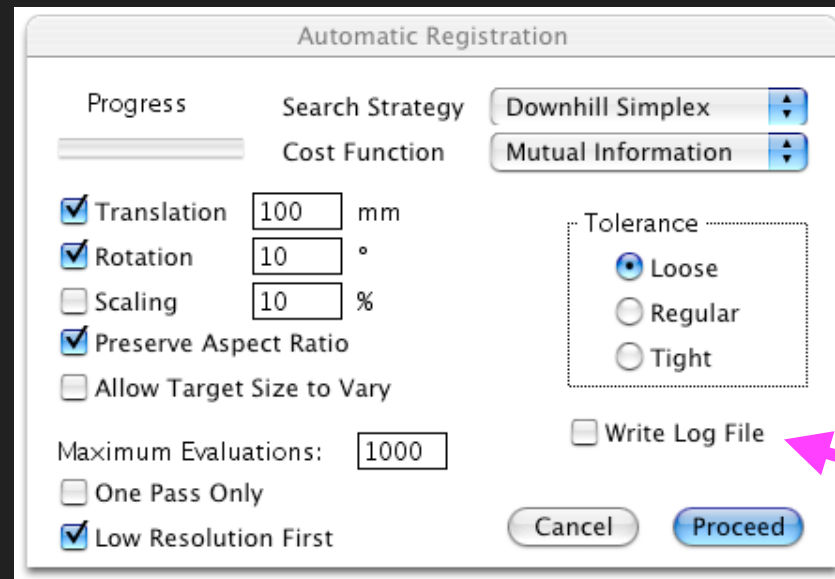 Automatic Registration
Progress
Search Strategy
Downhill Simplex
Cost Function
Mutual Information
Translation 100 mm
Rotation 10 °
Scaling 10 %
Preserve Aspect Ratio
Allow Target Size to Vary
Tolerance
Loose
Regular
Tight
Maximum Evaluations: 1000
One Pass Only
Low Resolution First
Write Log File
Cancel
Proceed